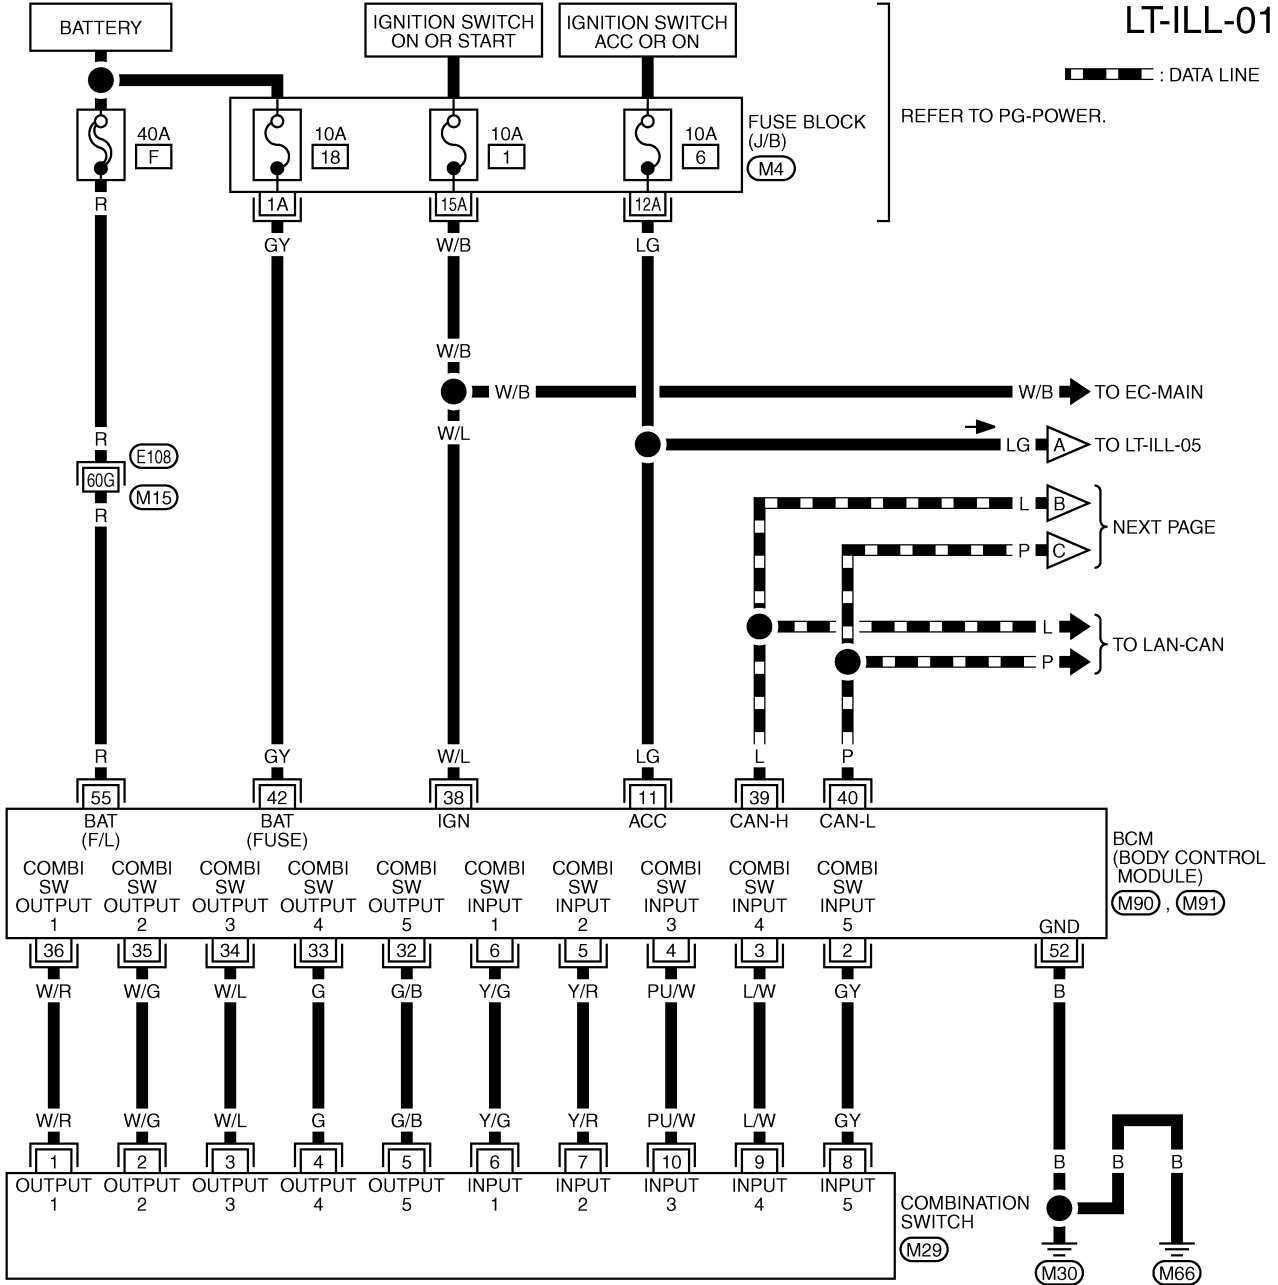 LT-ILL-01
BATTERY
IGNITION SWITCH
ON OR START
IGNITION SWITCH
ACC OR ON
: DATA LINE
REFER TO PG-POWER.
40A
F
10A
18
10A
1
10A
6
FUSE BLOCK
(J/B)
M4
R
1A
15A
12A
GY
W/B
LG
W/B
W/B
W/B
TO EC-MAIN
W/L
R
E108
60G
M15
R
LG
A
TO LT-ILL-05
L
B
P
C
NEXT PAGE
L
P
TO LAN-CAN
R
GY
W/L
LG
L
P
55
42
38
11
39
40
BAT
(F/L)
BAT
(FUSE)
IGN
ACC
CAN-H
CAN-L
BCM
(BODY CONTROL
MODULE)
M90 , M91
COMBI
SW
OUTPUT
1
COMBI
SW
OUTPUT
2
COMBI
SW
OUTPUT
3
COMBI
SW
OUTPUT
4
COMBI
SW
OUTPUT
5
COMBI
SW
INPUT
1
COMBI
SW
INPUT
2
COMBI
SW
INPUT
3
COMBI
SW
INPUT
4
COMBI
SW
INPUT
5
GND
36
35
34
33
32
6
5
4
3
2
52
W/R
W/G
W/L
G
G/B
Y/G
Y/R
PU/W
L/W
GY
B
W/R
W/G
W/L
G
G/B
Y/G
Y/R
PU/W
L/W
GY
1
2
3
4
5
6
7
10
9
8
B
B
B
OUTPUT
1
OUTPUT
2
OUTPUT
3
OUTPUT
4
OUTPUT
5
INPUT
1
INPUT
2
INPUT
3
INPUT
4
INPUT
5
COMBINATION
SWITCH
M29
M30
M66